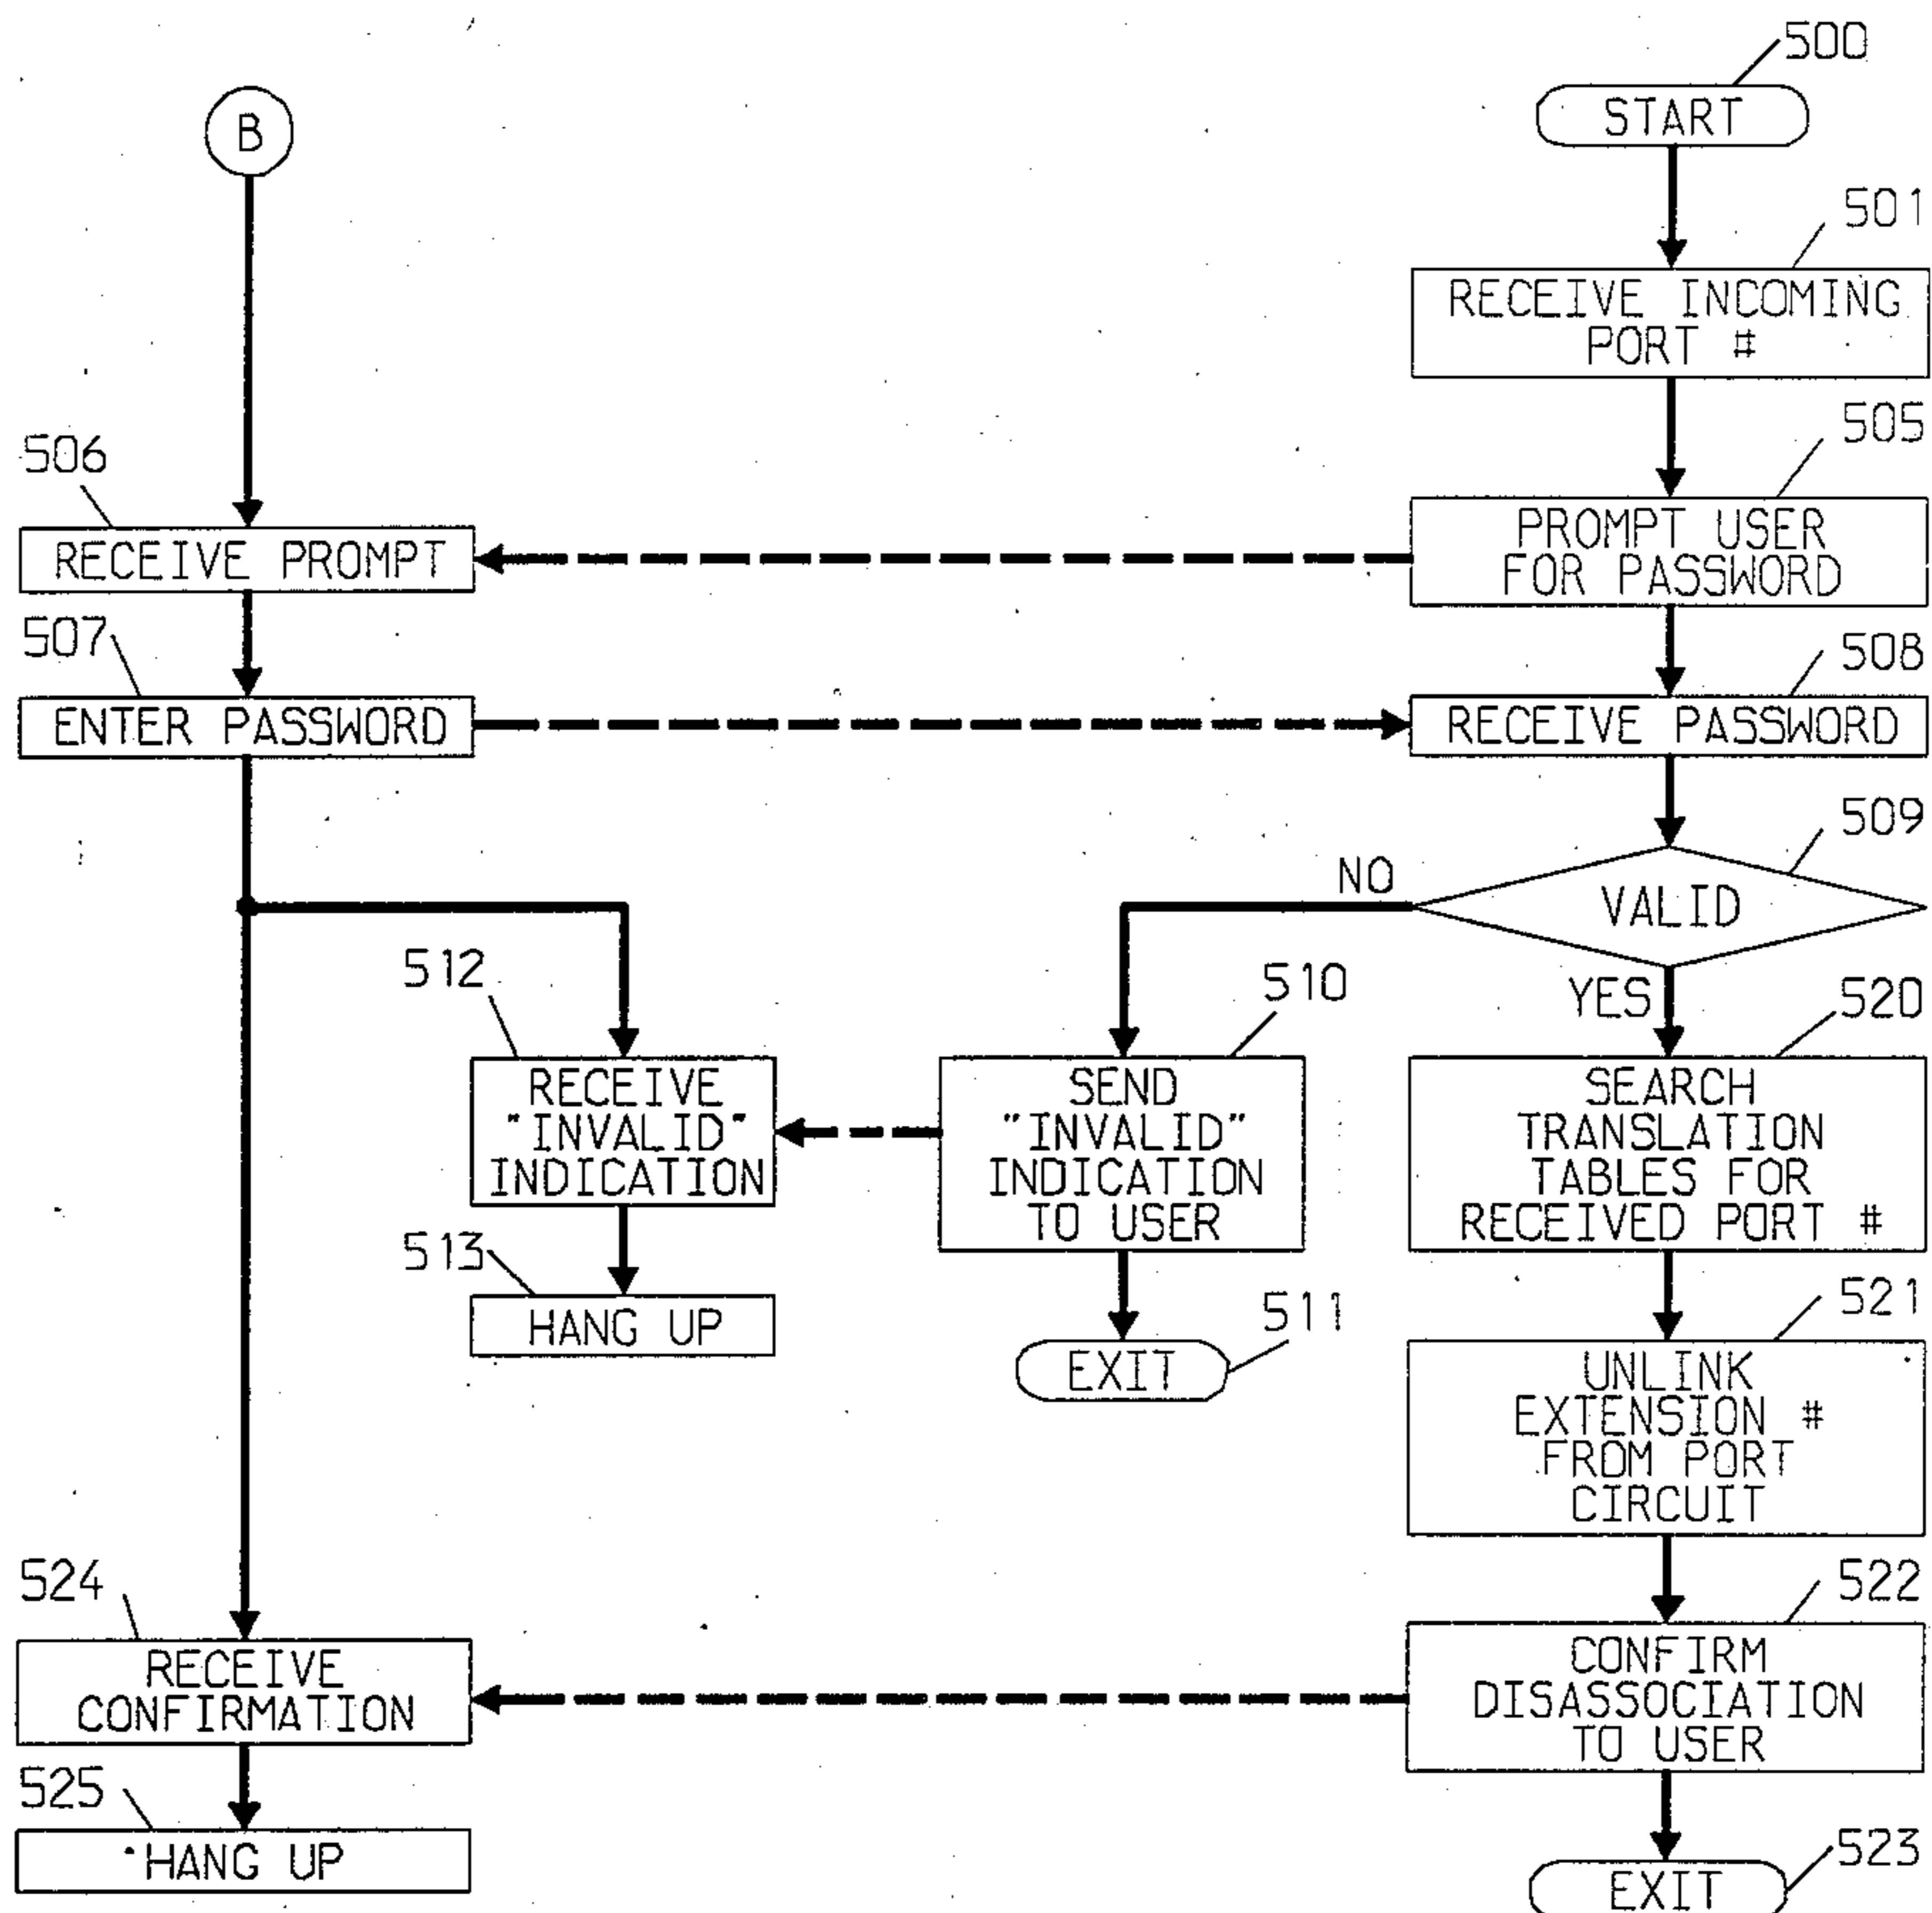 500
B
START
501
RECEIVE INCOMING
PORT #
505
506
PROMPT USER
FOR PASSWORD
RECEIVE PROMPT
507
508
ENTER PASSWORD
RECEIVE PASSWORD
509
NO
VALID
512
510
YES
520
RECEIVE
"INVALID"
INDICATION
SEND
"INVALID"
INDICATION
TO USER
SEARCH
TRANSLATION
TABLES FOR
RECEIVED PORT #
513
HANG UP
511
EXIT
521
UNLINK
EXTENSION #
FROM PORT
CIRCUIT
524
522
RECEIVE
CONFIRMATION
CONFIRM
DISASSOCIATION
TO USER
525
HANG UP
523
EXIT